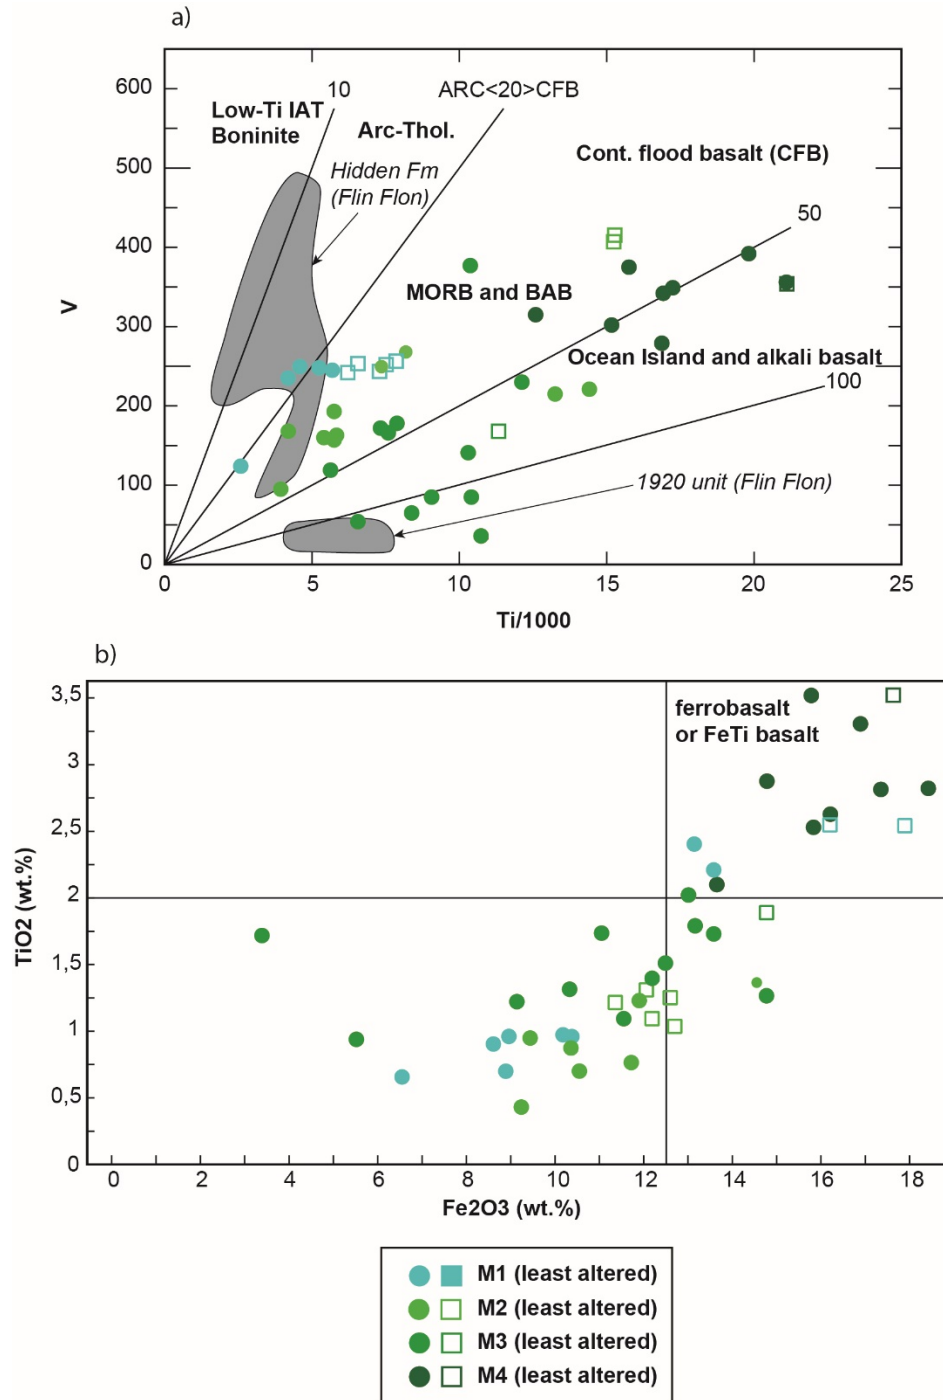 a)
600
500
400
300
200
100
0
V
10
ARC<20>CFB
Low-Ti IAT
Boninite
Arc-Thol.
Hidden Fm
(Flin Flon)
Cont. flood basalt (CFB)
50
MORB and BAB
Ocean Island and alkali basalt
100
1920 unit (Flin Flon)
0
5
10
15
20
25
Ti/1000
b)
3,5
3
2,5
2
1,5
1
0,5
0
TiO2 (wt.%)
ferrobasalt
or FeTi basalt
0
2
4
6
8
10
12
14
16
18
Fe2O3 (wt.%)
M1 (least altered)
M2 (least altered)
M3 (least altered)
M4 (least altered)